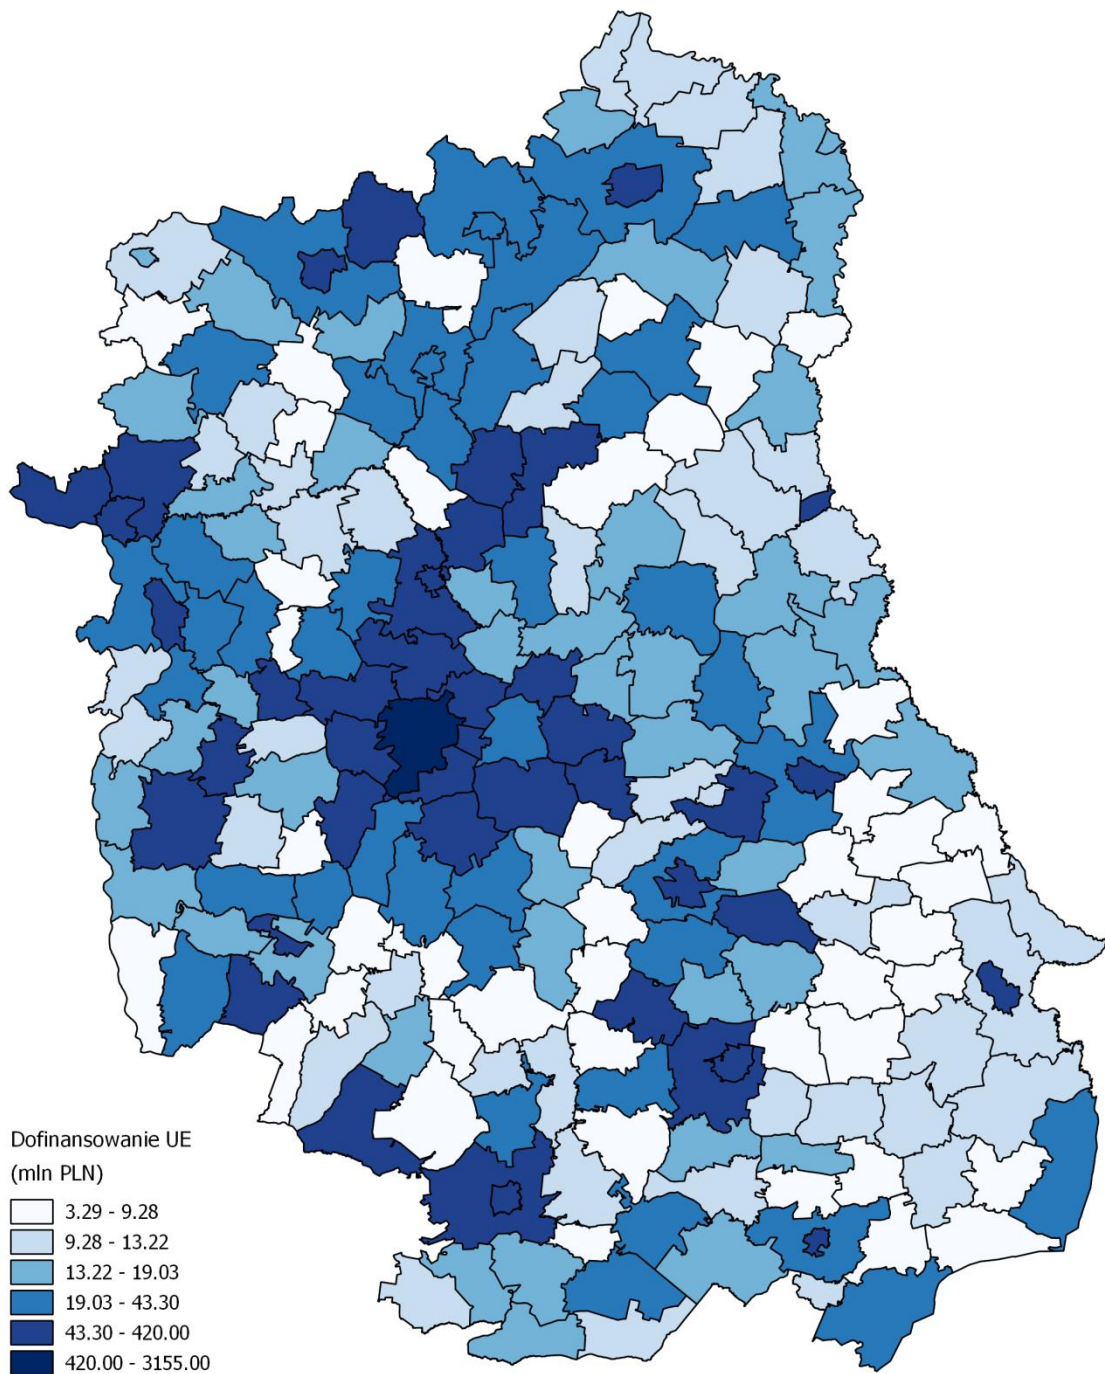 Dofinansowanie UE
(mln PLN)
3.29 - 9.28
9.28 - 13.22
13.22 - 19.03
19.03 - 43.30
43.30 - 420.00
420.00 - 3155.00